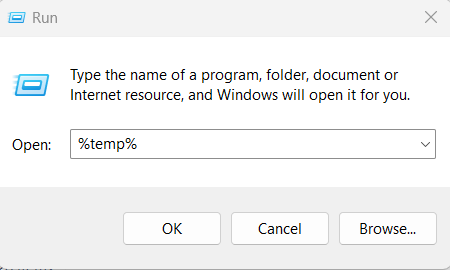 Run
Type the name of a program, folder, document or
Internet resource, and Windows will open it for you.
Open: %temp%
OK Cancel Browse...